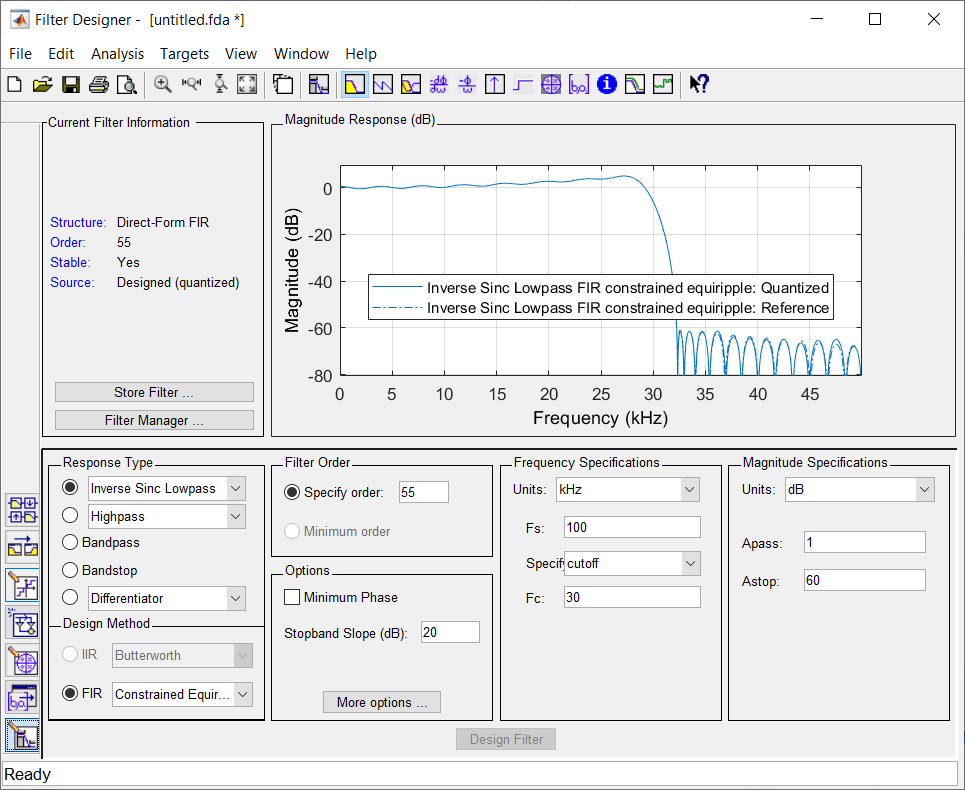 Filter Designer - [untitled.fda *]
File Edit Analysis Targets View Window Help
Current Filter Information
Structure: Direct-Form FIR
Order: 55
Stable: Yes
Source: Designed (quantized)
Store Filter ...
Filter Manager ...
Magnitude Response (dB)
Magnitude (dB)
0
-20
-40
-60
-80
Inverse Sinc Lowpass FIR constrained equiripple: Quantized
Inverse Sinc Lowpass FIR constrained equiripple: Reference
0 5 10 15 20 25 30 35 40 45
Frequency (kHz)
Response Type
Inverse Sinc Lowpass
Highpass
Bandpass
Bandstop
Differentiator
Design Method
IIR Butterworth
FIR Constrained Equir...
Filter Order
Specify order: 55
Minimum order
Options
Minimum Phase
Stopband Slope (dB): 20
More options ...
Frequency Specifications
Units: kHz
Fs: 100
Specify cutoff
Fc: 30
Magnitude Specifications
Units: dB
Apass: 1
Astop: 60
Design Filter
Ready